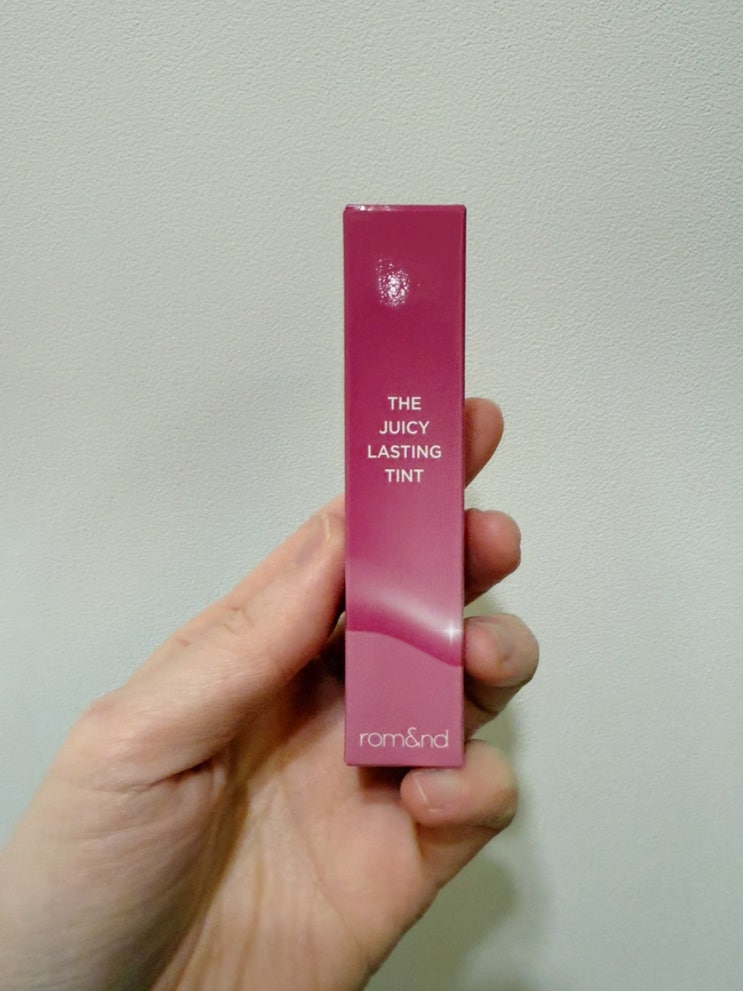 THE
JUICY
LASTING
TINT
rom&nd